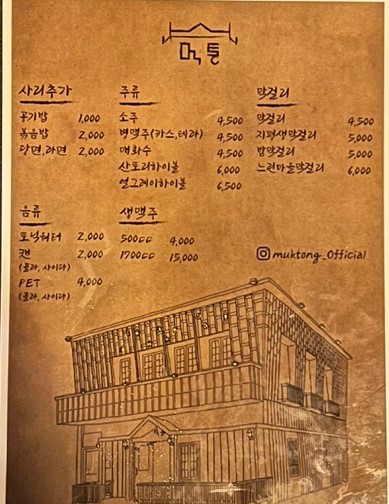 먹통
사리추가
공기밥 1,000
볶음밥 2,000
당면,라면 2,000
주류
소주 4,500
병맥주(카스,테라) 4,500
매화수 4,500
산토리하이볼 6,000
얼그레이하이볼 6,500
막걸리
막걸리 4,500
지평생막걸리 5,000
밤막걸리 5,000
느린마을막걸리 6,000
음류
토닉워터 2,000
캔 2,000
(콜라, 사이다)
PET 4,000
(콜라, 사이다)
생맥주
500cc 4,000
1700cc 15,000
muktong_Official